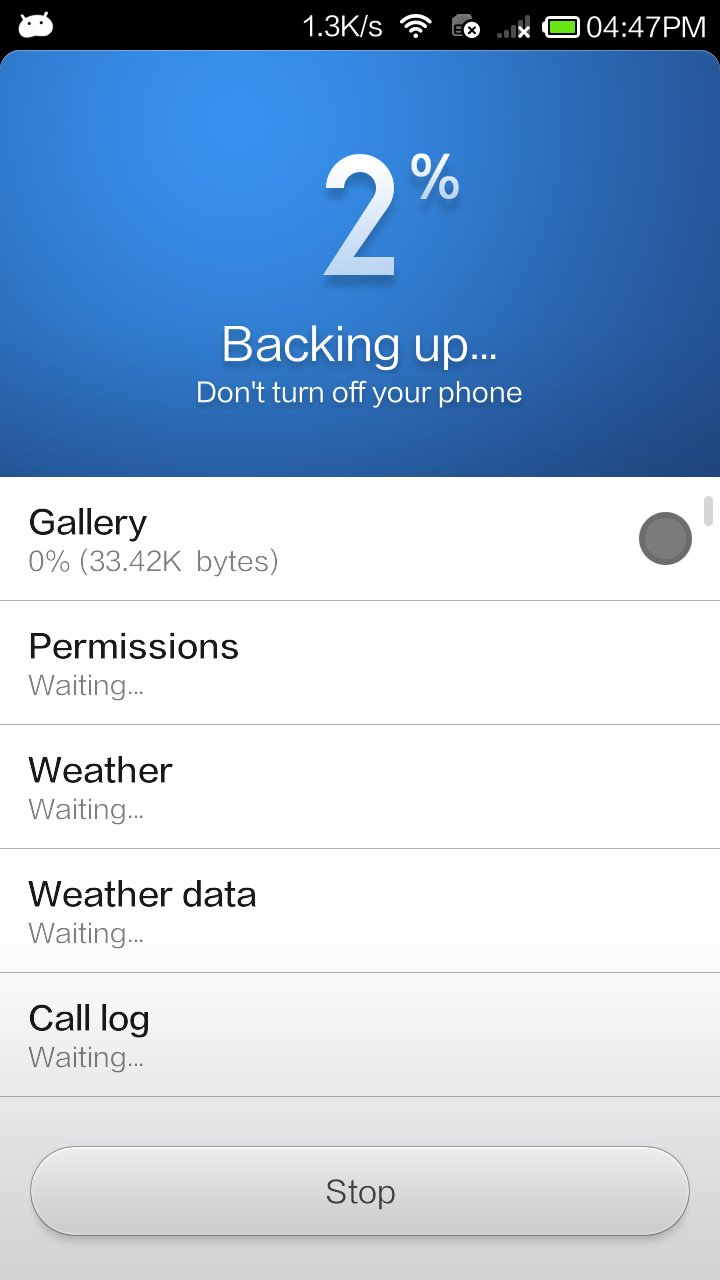 1.3K/s 04:47PM
2%
Backing up...
Don't turn off your phone
Gallery
0% (33.42K bytes)
Permissions
Waiting...
Weather
Waiting...
Weather data
Waiting...
Call log
Waiting...
Stop